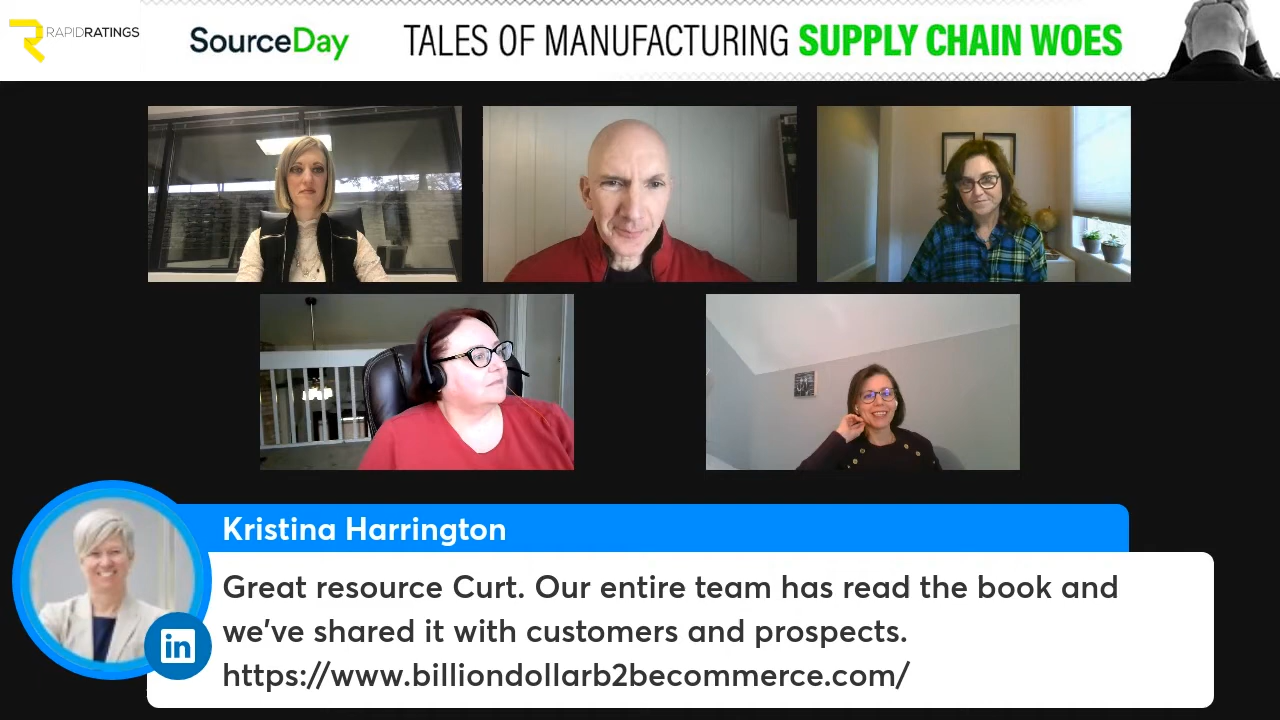 RAPIDRATINGS
SourceDay
TALES OF MANUFACTURING SUPPLY CHAIN WOES
Kristina Harrington
Great resource Curt. Our entire team has read the book and
we've shared it with customers and prospects.
https://www.billiondollarb2becommerce.com/
in